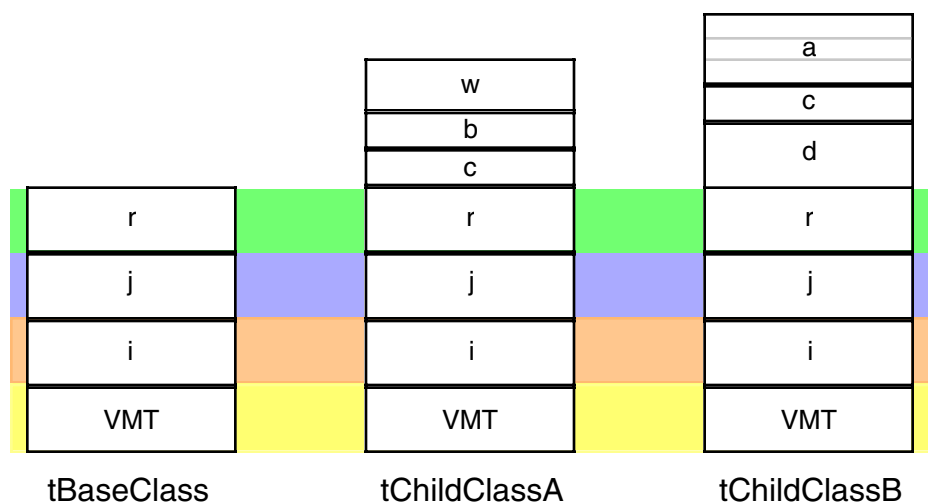 a
w
c
b
d
c
r r r
j j j
i i i
VMT VMT VMT
tBaseClass tChildClassA tChildClassB